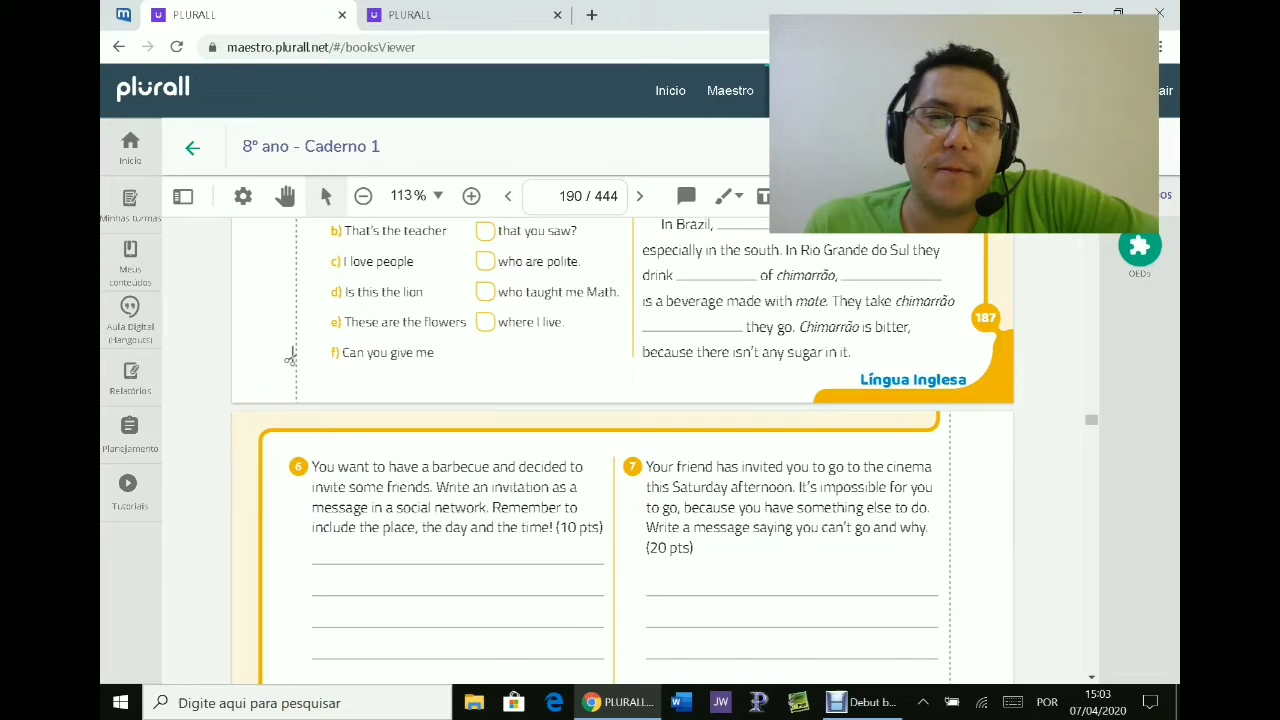 PLURALL
PLURALL
maestro.plurall.net/#/booksViewer
plurall
Inicio
Maestro
air
Inicio
8º ano - Caderno 1
Minhas turmas
113%
190 / 444
os
Meus conteúdos
Aula Digital (Hangouts)
Relatórios
Planejamento
Tutoriais
OEDs
b) That's the teacher
that you saw?
c) I love people
who are polite.
d) Is this the lion
who taught me Math.
e) These are the flowers
where I live.
f) Can you give me
In Brazil, ____
especially in the south. In Rio Grande do Sul they
drink ____ of chimarrão, ____
is a beverage made with mate. They take chimarrão
____ they go. Chimarrão is bitter,
because there isn't any sugar in it.
187
Língua Inglesa
6 You want to have a barbecue and decided to
invite some friends. Write an invitation as a
message in a social network. Remember to
include the place, the day and the time! (10 pts)
7 Your friend has invited you to go to the cinema
this Saturday afternoon. It's impossible for you
to go, because you have something else to do.
Write a message saying you can't go and why.
(20 pts)
Digite aqui para pesquisar
PLURALL...
JW
Debut b...
POR
15:03
07/04/2020